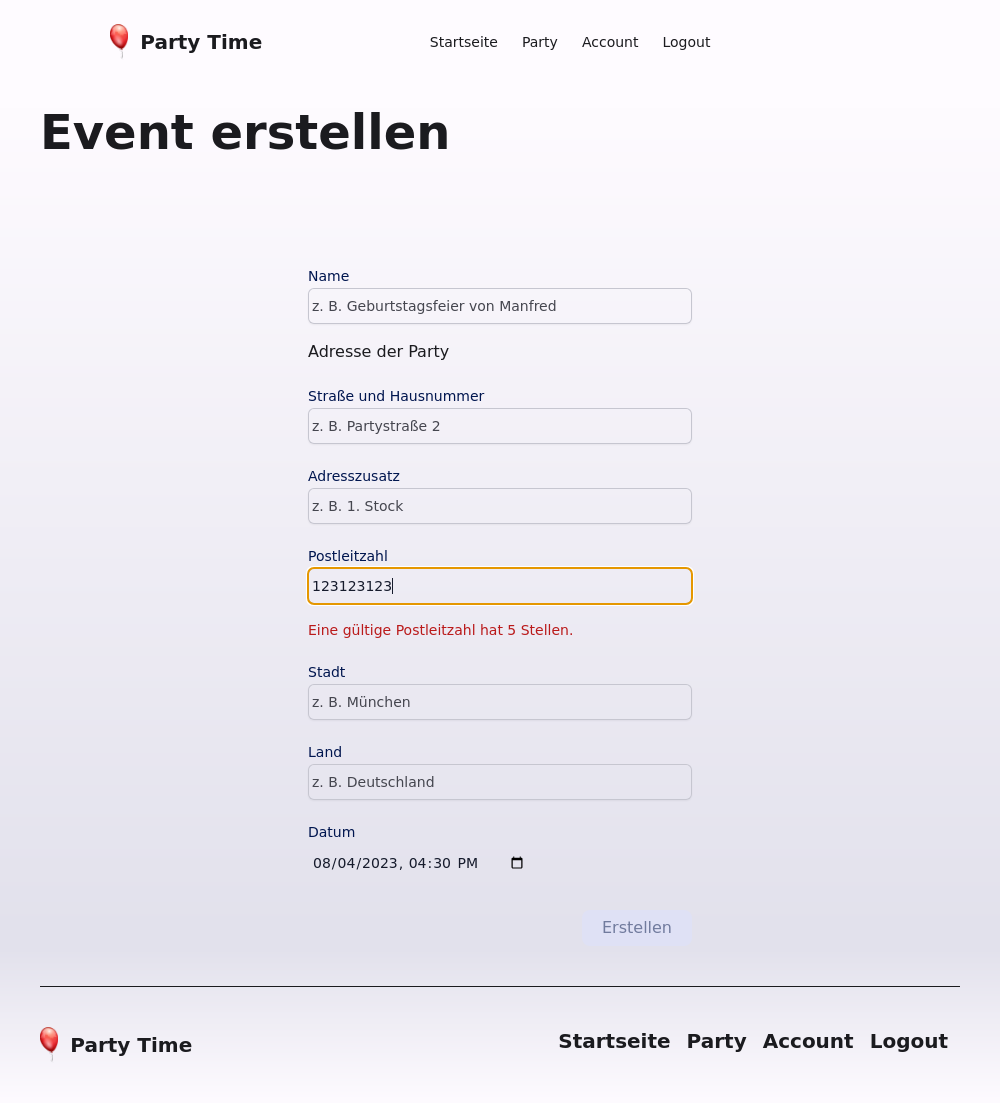 Party Time
Startseite Party Account Logout
Event erstellen
Name
z. B. Geburtstagsfeier von Manfred
Adresse der Party
Straße und Hausnummer
z. B. Partystraße 2
Adresszusatz
z. B. 1. Stock
Postleitzahl
123123123
Eine gültige Postleitzahl hat 5 Stellen.
Stadt
z. B. München
Land
z. B. Deutschland
Datum
08/04/2023, 04:30 PM
Erstellen
Party Time
Startseite Party Account Logout